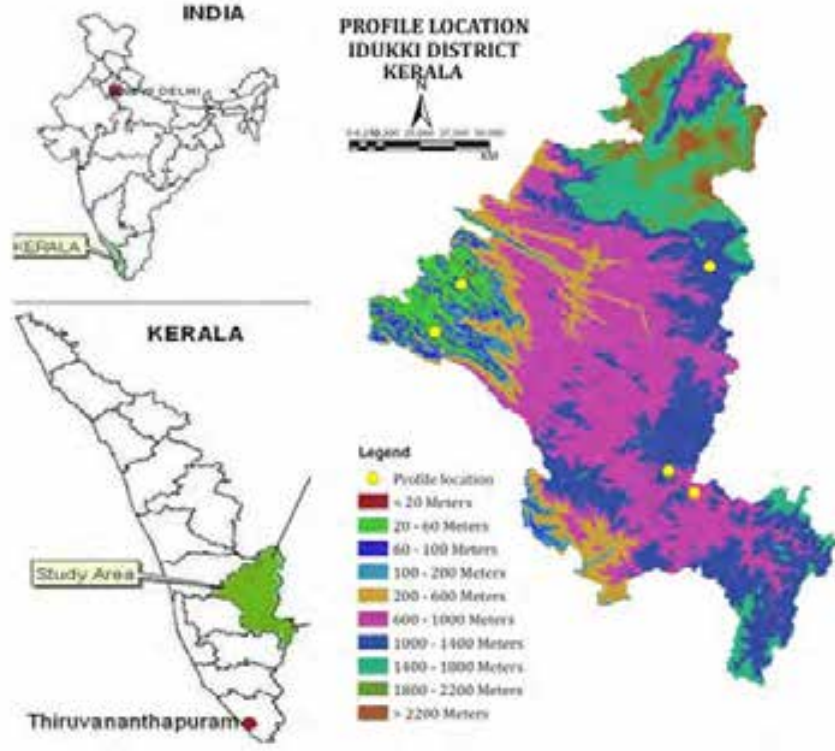 INDIA
NEW DELHI
KERALA
KERALA
Study Area
Thiruvananthapuram
PROFILE LOCATION
IDUKKI DISTRICT
KERALA
N
KM
Legend
Profile location
< 20 Meters
20 - 60 Meters
60 - 100 Meters
100 - 200 Meters
200 - 600 Meters
600 - 1000 Meters
1000 - 1400 Meters
1400 - 1800 Meters
1800 - 2200 Meters
> 2200 Meters